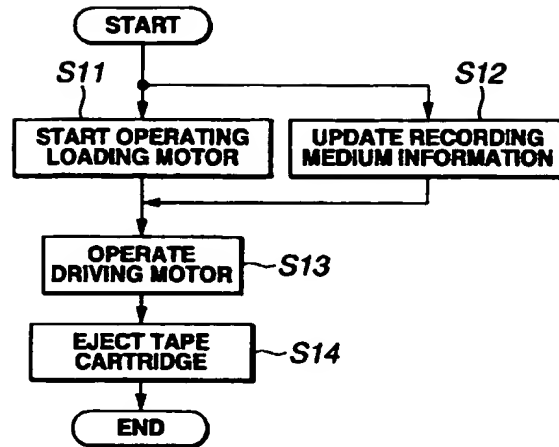 START
S11
S12
START OPERATING
LOADING MOTOR
UPDATE RECORDING
MEDIUM INFORMATION
OPERATE
DRIVING MOTOR
S13
EJECT TAPE
CARTRIDGE
S14
END